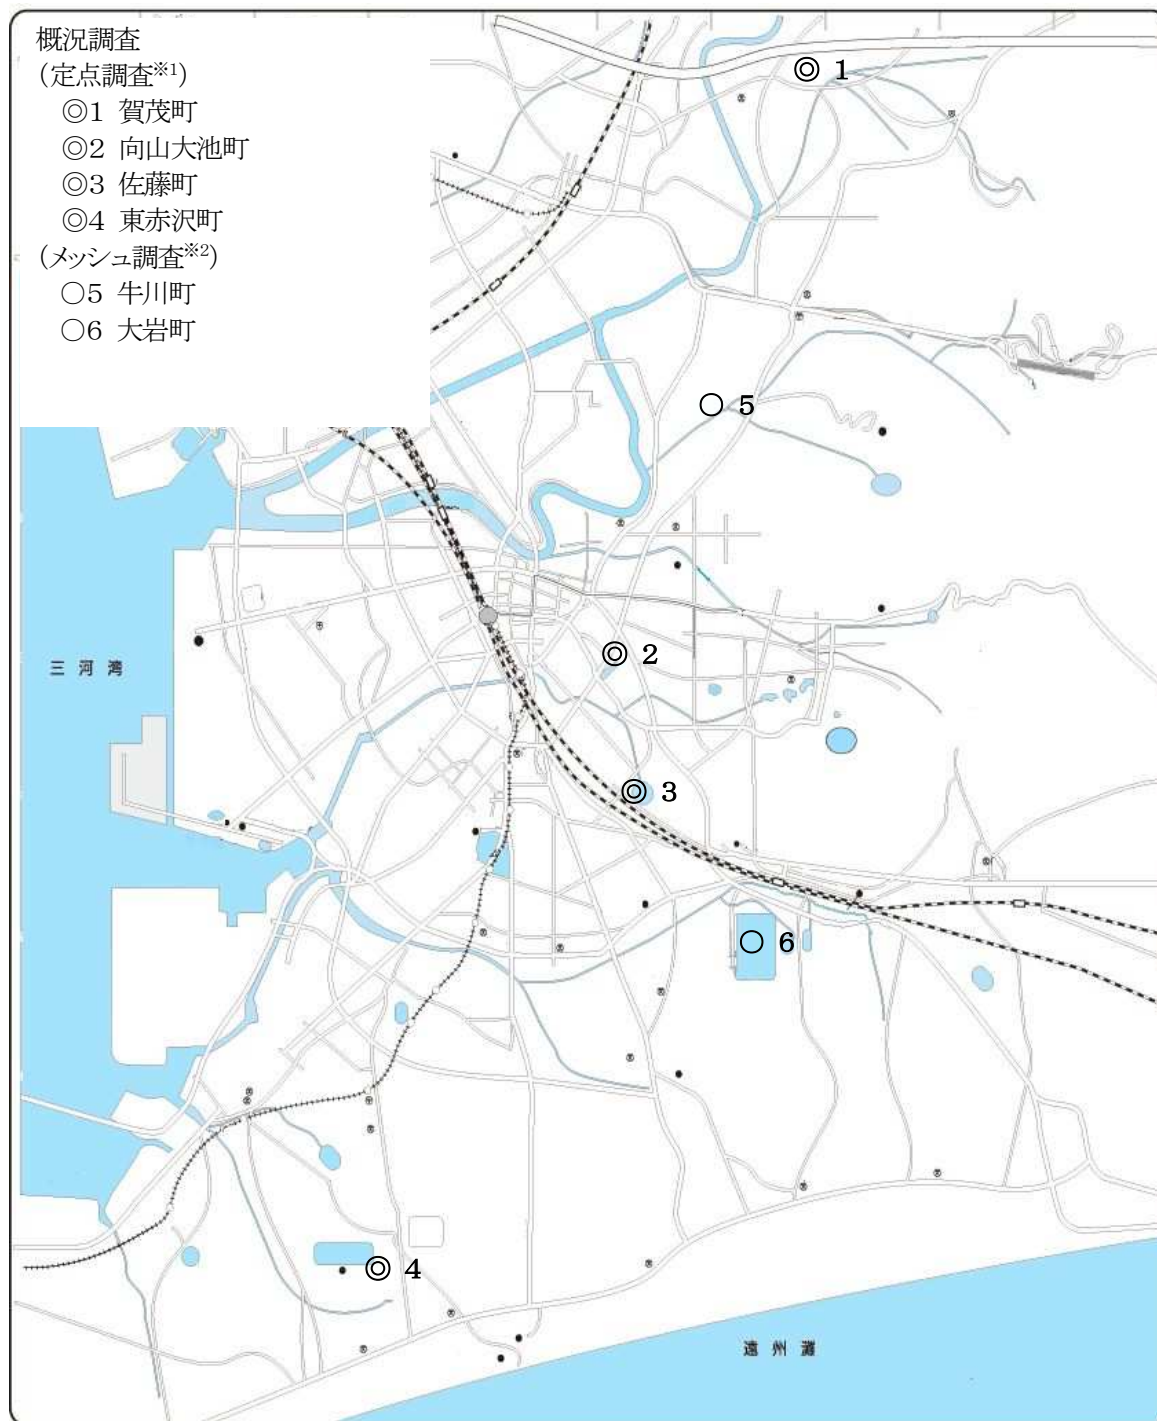 概況調査
(定点調査※1)
◎1 賀茂町
◎2 向山大池町
◎3 佐藤町
◎4 東赤沢町
(メッシュ調査※2)
○5 牛川町
○6 大岩町
◎ 1
○ 5
◎ 2
三河湾
◎ 3
○ 6
◎ 4
遠州灘